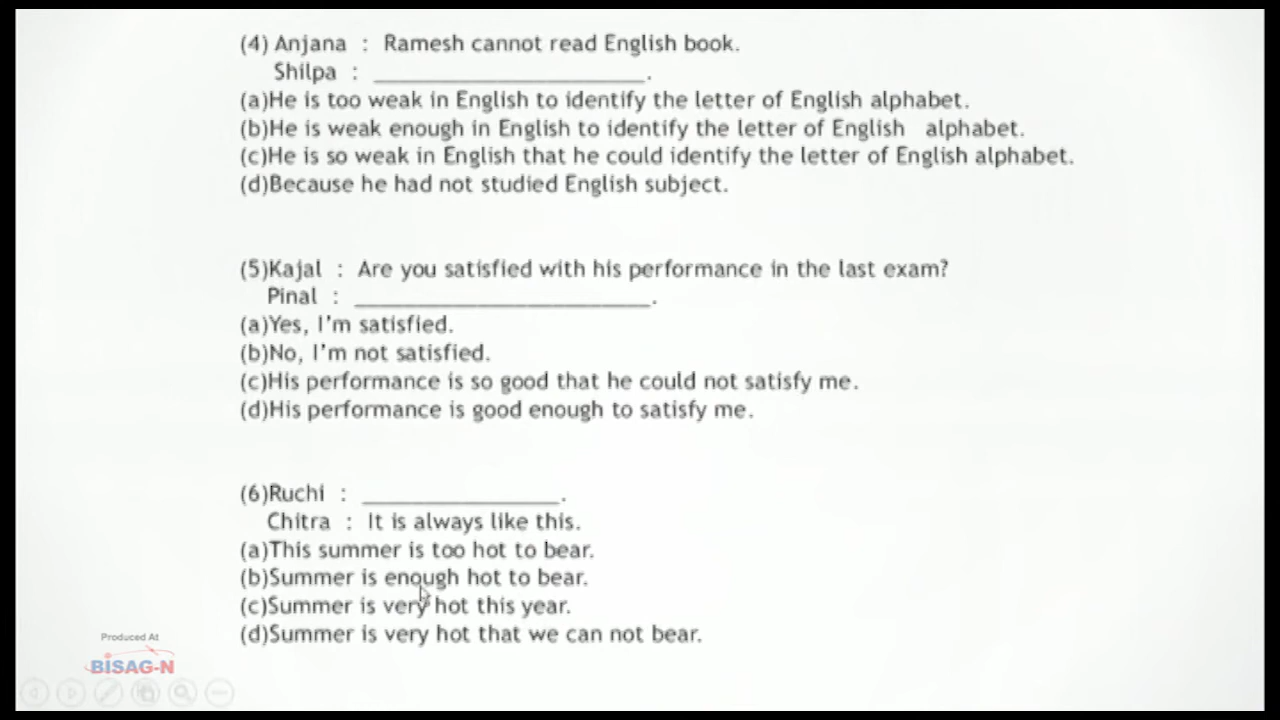 (4) Anjana : Ramesh cannot read English book.
Shilpa : ______________________.
(a)He is too weak in English to identify the letter of English alphabet.
(b)He is weak enough in English to identify the letter of English alphabet.
(c)He is so weak in English that he could identify the letter of English alphabet.
(d)Because he had not studied English subject.
(5)Kajal : Are you satisfied with his performance in the last exam?
Pinal : ________________________.
(a)Yes, I'm satisfied.
(b)No, I'm not satisfied.
(c)His performance is so good that he could not satisfy me.
(d)His performance is good enough to satisfy me.
(6)Ruchi : ________________.
Chitra : It is always like this.
(a)This summer is too hot to bear.
(b)Summer is enough hot to bear.
(c)Summer is very hot this year.
(d)Summer is very hot that we can not bear.
Produced At
BISAG-N